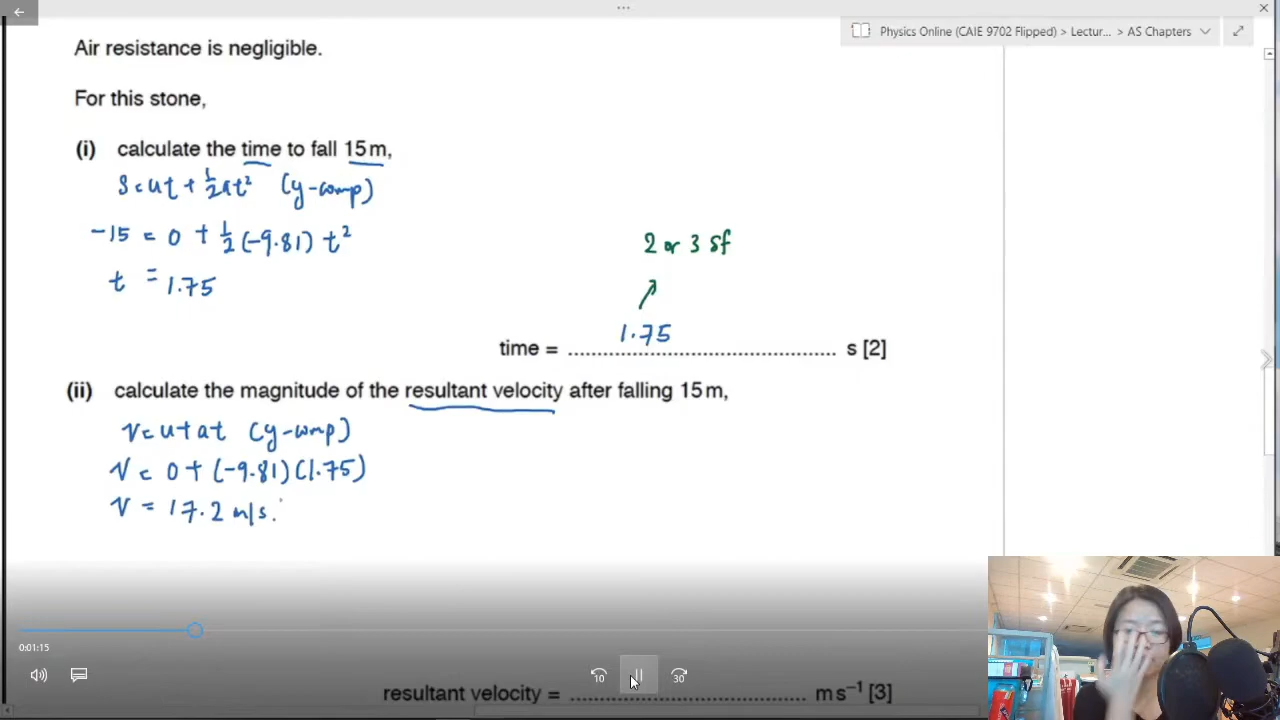 Physics Online (CAIE 9702 Flipped) > Lectur... > AS Chapters
Air resistance is negligible.
For this stone,
(i) calculate the time to fall 15 m,
s = ut + ½at² (y-comp)
-15 = 0 + ½(-9.81) t²
t = 1.75
2 or 3 sf
1.75
time = .......................................... s [2]
(ii) calculate the magnitude of the resultant velocity after falling 15 m,
v = u + at (y-comp)
v = 0 + (-9.81)(1.75)
v = 17.2 m/s.
0:01:15
10
30
resultant velocity = .......................................... m s⁻¹ [3]